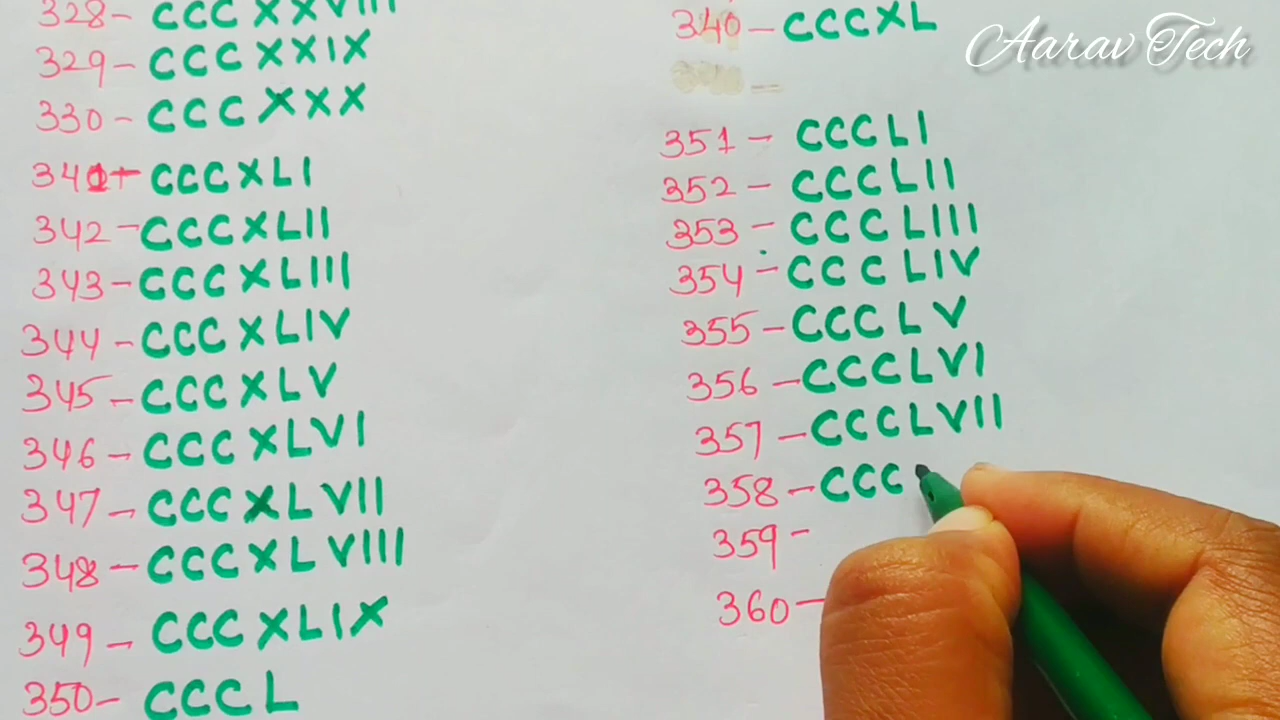 328- CCCXXVIII
329- CCCXXIX
330- CCCXXX
341- CCCXLI
342- CCCXLII
343- CCCXLIII
344- CCCXLIV
345- CCCXLV
346- CCCXLVI
347- CCCXLVII
348- CCCXLVIII
349- CCCXLIX
350- CCCL
340- CCCXL
351- CCCLI
352- CCCLII
353- CCCLIII
354- CCCLIV
355- CCCLV
356- CCCLVI
357- CCCLVII
358- CCC
359-
360-
Aarav Tech